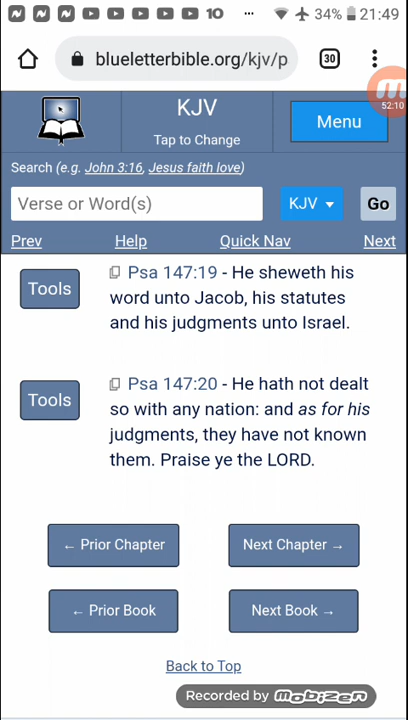 10 ... 34% 21:49
blueletterbible.org/kjv/p 30
52:10
KJV
Tap to Change
Menu
Search (e.g. John 3:16, Jesus faith love)
Verse or Word(s) KJV Go
Prev Help Quick Nav Next
Tools
Psa 147:19 - He sheweth his
word unto Jacob, his statutes
and his judgments unto Israel.
Tools
Psa 147:20 - He hath not dealt
so with any nation: and as for his
judgments, they have not known
them. Praise ye the LORD.
← Prior Chapter Next Chapter →
← Prior Book Next Book →
Back to Top
Recorded by Mobizen